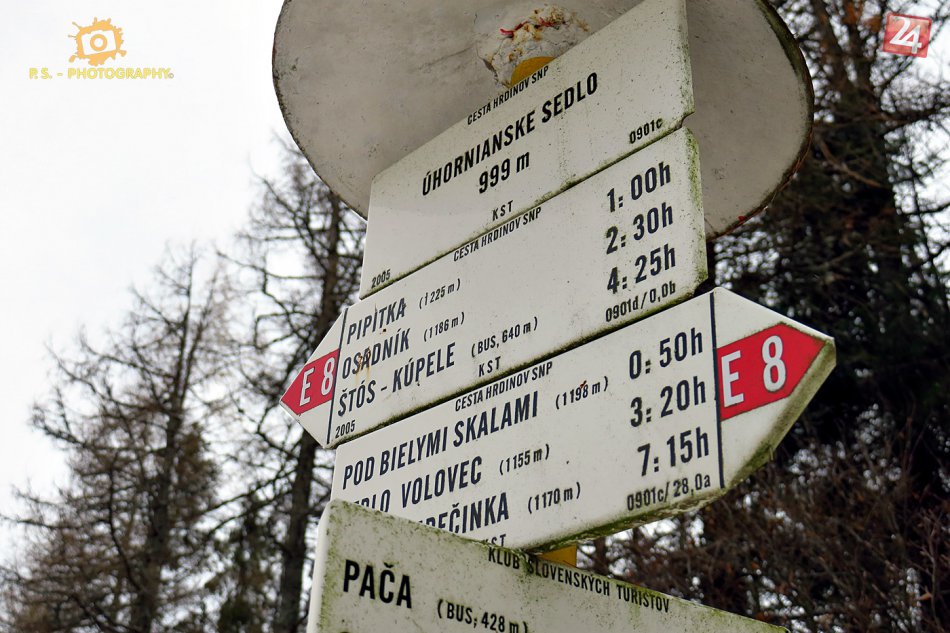 P. S. - PHOTOGRAPHY.
24
CESTA HRDINOV SNP
ÚHORNIANSKE SEDLO
999 m
0901c
KST
2005
CESTA HRDINOV SNP
PIPÍTKA (1225 m) 1:00h
OSADNÍK (1186 m) 2:30h
ŠTÓS - KÚPELE (BUS, 640 m) 4:25h
E 8
KST
0901d/0,0b
2005
CESTA HRDINOV SNP
POD BIELYMI SKALAMI (1198 m) 0:50h
VOLOVEC (1155 m) 3:20h
(1170 m) 7:15h
E 8
0901c/28,0a
KLUB SLOVENSKÝCH TURISTOV
PAČA (BUS, 428 m)